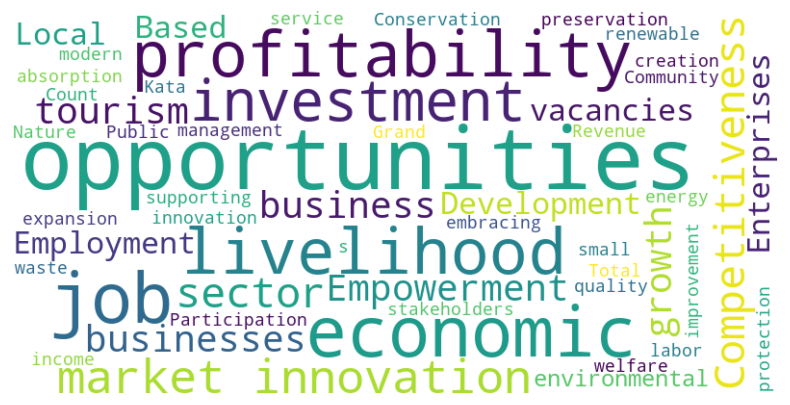 service
Conservation
preservation
Local
Based
renewable
modern
profitability
creation
absorption
Community
Count
Kata
investment
tourism
vacancies
Competitiveness
Enterprises
Nature
Public
management
Grand
Revenue
opportunities
supporting
business
Development
energy
expansion
innovation
embracing
Employment
livelihood
s
small
growth
improvement
waste
job
sector
Empowerment
Total
quality
stakeholders
Participation
economic
businesses
protection
income
labor
market innovation
welfare
environmental